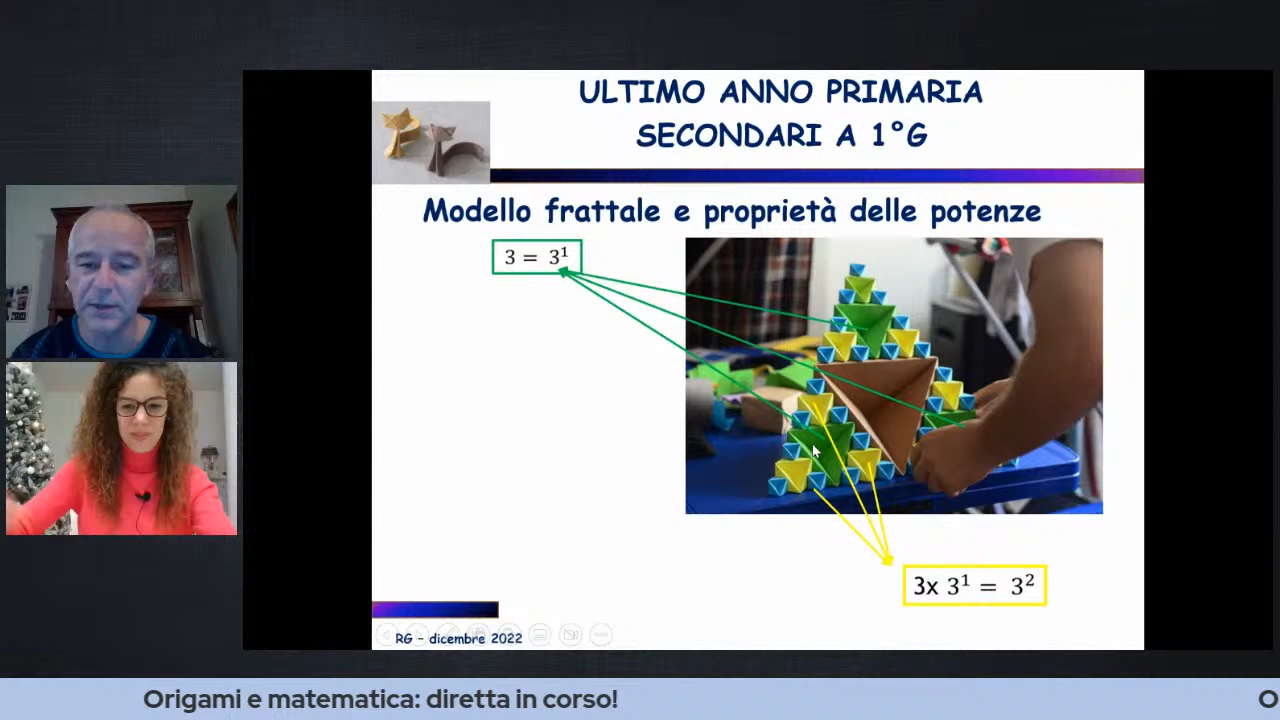 ULTIMO ANNO PRIMARIA
SECONDARI A 1°G
Modello frattale e proprietà delle potenze
3 = 3¹
3x 3¹ = 3²
RG – dicembre 2022
Origami e matematica: diretta in corso!
O